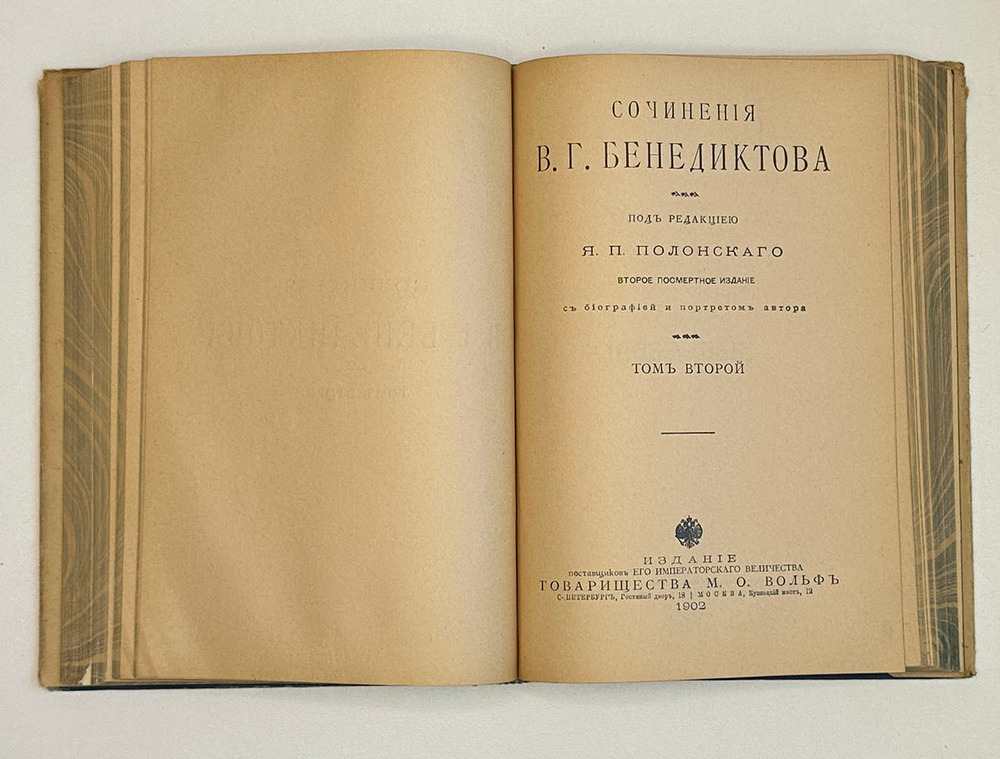 СОЧИНЕНІЯ
В. Г. БЕНЕДИКТОВА
ПОДЪ РЕДАКЦІЕЮ
Я. П. ПОЛОНСКАГО
ВТОРОЕ ПОСМЕРТНОЕ ИЗДАНІЕ
съ біографіей и портретомъ автора
ТОМЪ ВТОРОЙ
ИЗДАНІЕ
поставщиковъ ЕГО ИМПЕРАТОРСКАГО ВЕЛИЧЕСТВА
ТОВАРИЩЕСТВА М. О. ВОЛЬФЪ
С-.ПЕТЕРБУРГЪ, Гостиный дворъ, 18 | МОСКВА, Кузнецкій мостъ, 12
1902